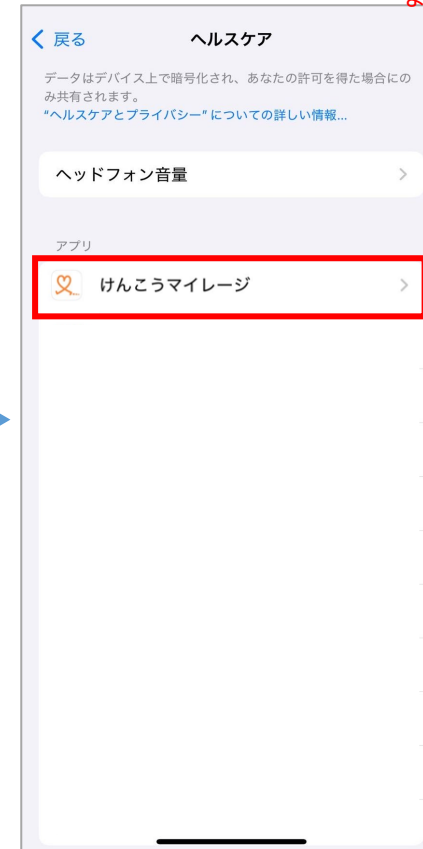 戻る
ヘルスケア
データはデバイス上で暗号化され、あなたの許可を得た場合にの
み共有されます。
“ヘルスケアとプライバシー”についての詳しい情報...
ヘッドフォン音量
アプリ
けんこうマイレージ